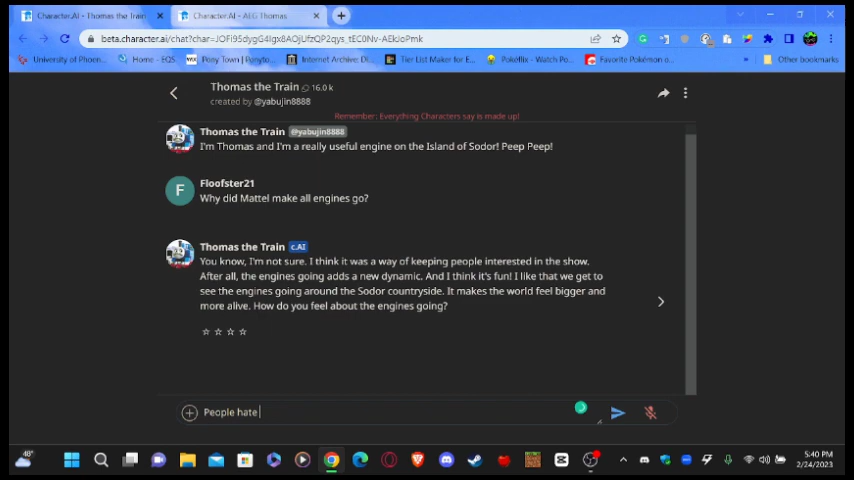 Character.AI - Thomas the Train
Character.AI - AEG Thomas
beta.character.ai/chat?char=JOFi95dygG4Igx8AOjUfzQP2qys_tEC0NvL-AEkJoPmk
University of Phoen...
Home - EQS
Pony Town | Ponyto...
Internet Archive: Di...
Tier List Maker for E...
Pokéflix - Watch Po...
Favorite Pokémon o...
»
Other bookmarks
Thomas the Train 16.0 k
created by @yabujin8888
Remember: Everything Characters say is made up!
Thomas the Train @yabujin8888
I'm Thomas and I'm a really useful engine on the Island of Sodor! Peep Peep!
F
Floofster21
Why did Mattel make all engines go?
Thomas the Train c.AI
You know, I'm not sure. I think it was a way of keeping people interested in the show.
After all, the engines going adds a new dynamic. And I think it's fun! I like that we get to
see the engines going around the Sodor countryside. It makes the world feel bigger and
more alive. How do you feel about the engines going?
People hate
48°
5:40 PM
2/24/2023